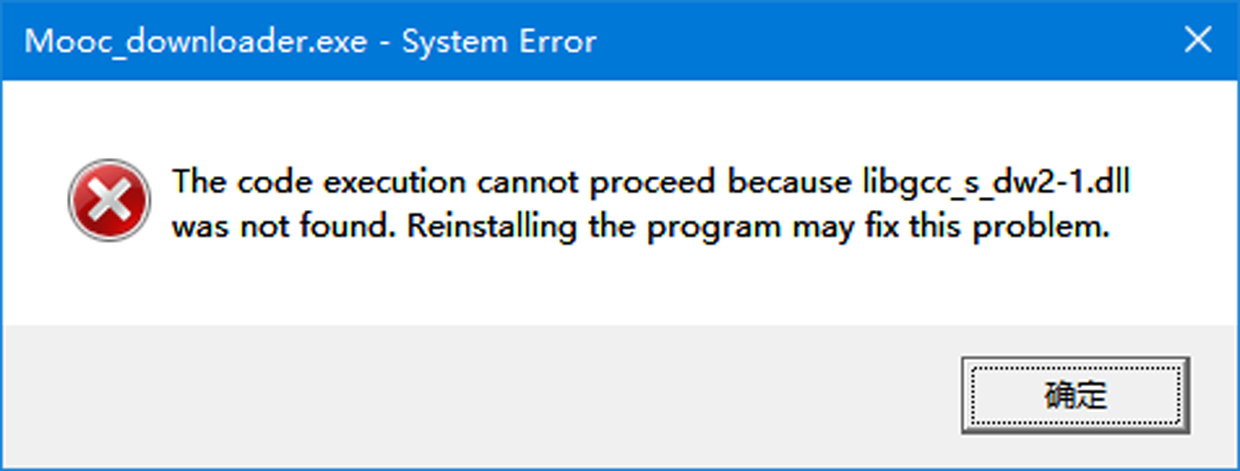 Mooc_downloader.exe - System Error
The code execution cannot proceed because libgcc_s_dw2-1.dll
was not found. Reinstalling the program may fix this problem.
确定